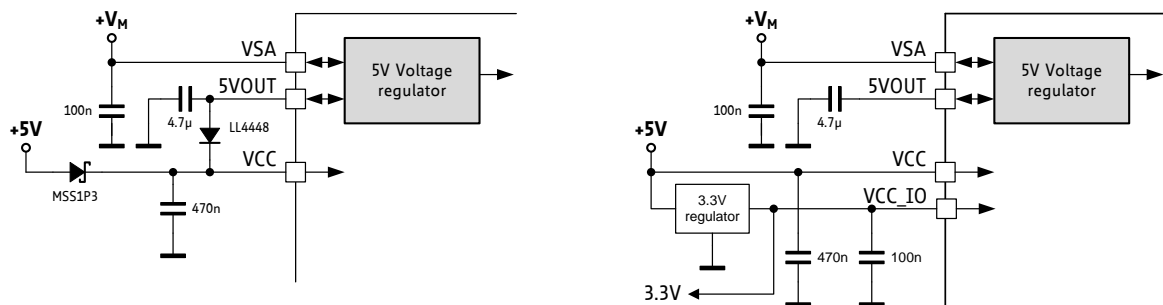 +VM
VSA
5V Voltage
regulator
5VOUT
100n
4.7µ
LL4448
+5V
VCC
MSS1P3
470n
+VM
VSA
5V Voltage
regulator
5VOUT
100n
4.7µ
+5V
VCC
3.3V
regulator
VCC_IO
470n
100n
3.3V